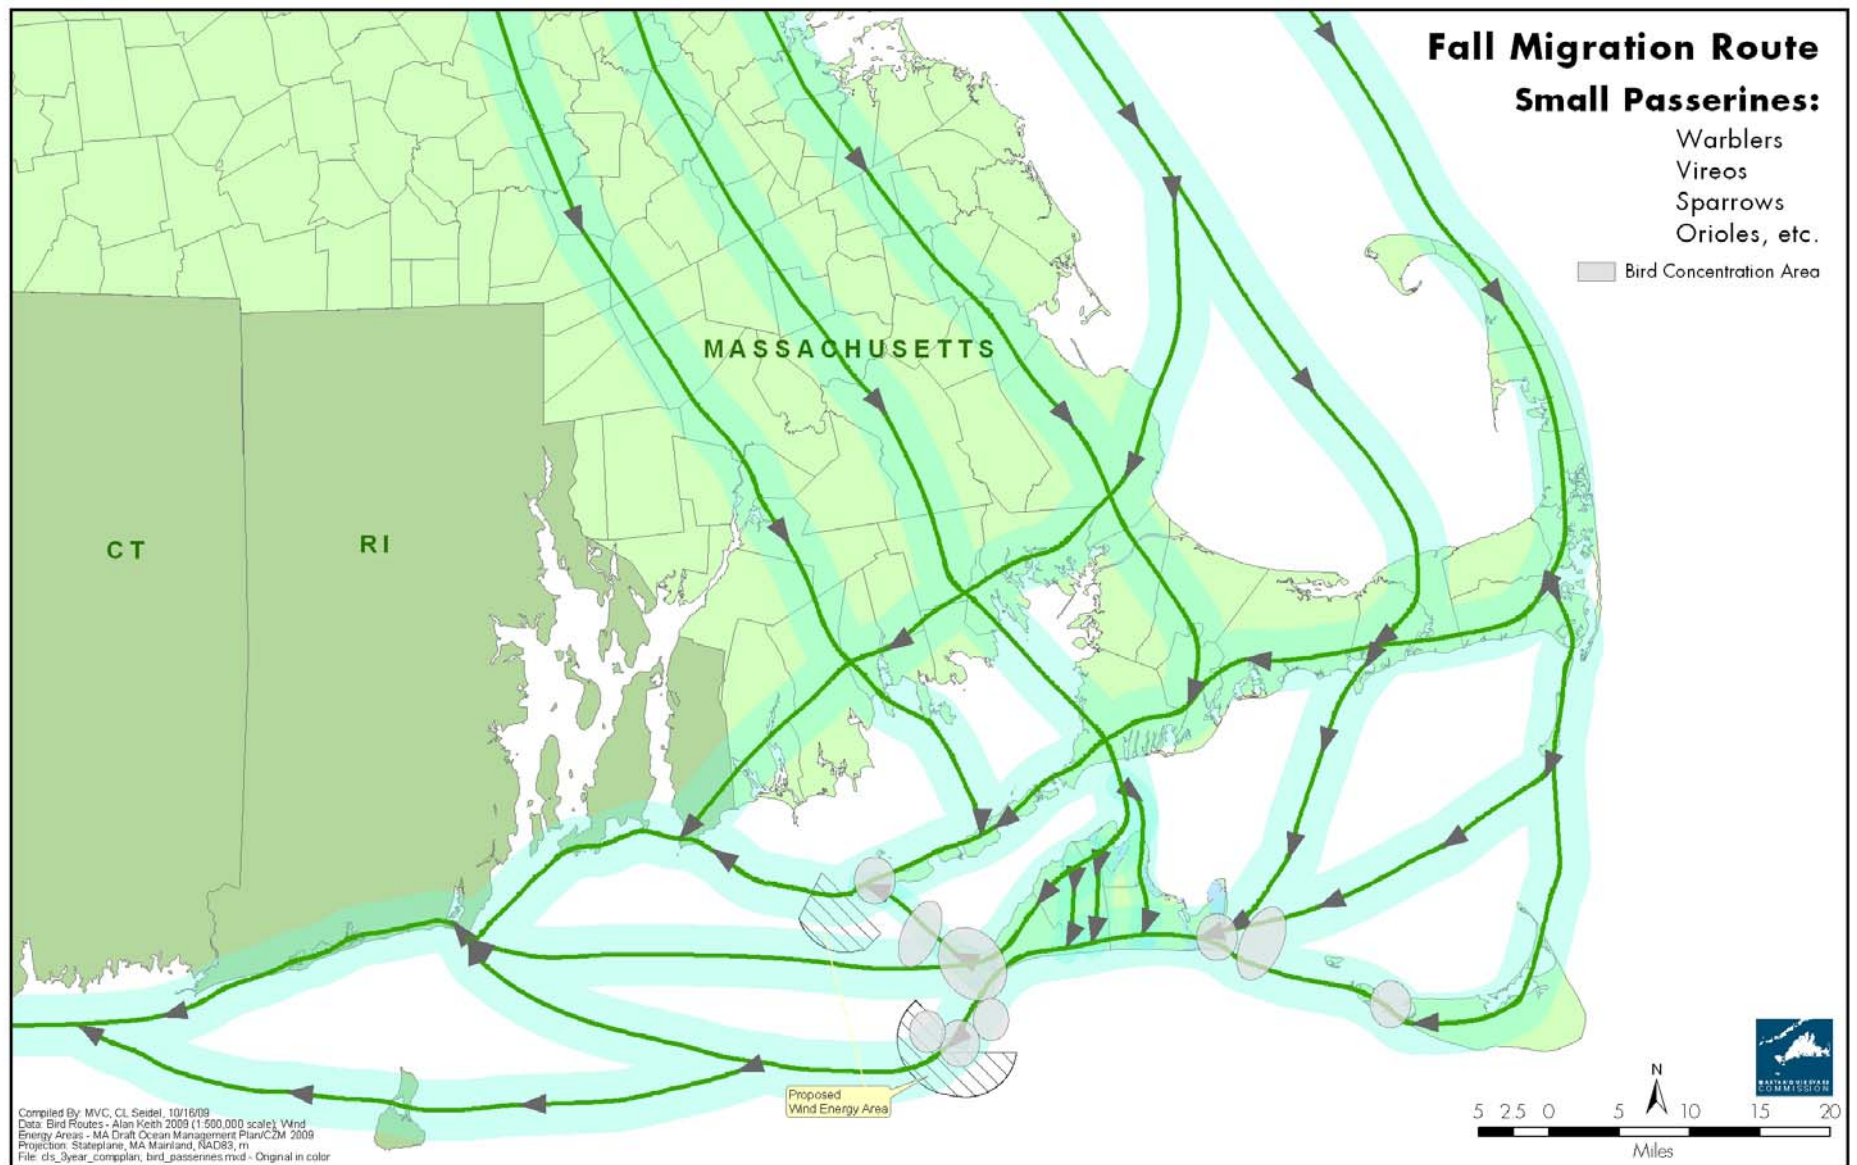 Fall Migration Route
Small Passerines:
Warblers
Vireos
Sparrows
Orioles, etc.
Bird Concentration Area
MASSACHUSETTS
CT
RI
Proposed
Wind Energy Area
N
5 2.5 0 5 10 15 20
Miles
MARTHA'S VINEYARD
COMMISSION
Compiled By: MVC, CL Seidel, 10/16/09
Data: Bird Routes - Alan Keith 2009 (1:500,000 scale); Wind
Energy Areas - MA Draft Ocean Management Plan/CZM 2009
Projection: Stateplane, MA Mainland, NAD83, m
File: cls_3year_compplan; bird_passerines.mxd - Original in color